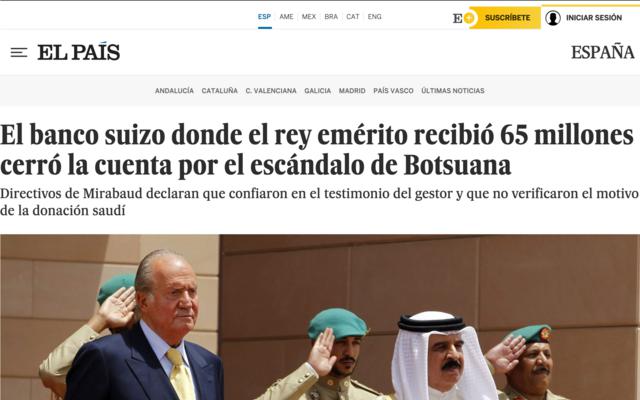 ESP AME MEX BRA CAT ENG
E+ SUSCRÍBETE INICIAR SESIÓN
EL PAÍS
ESPAÑA
ANDALUCÍA CATALUÑA C. VALENCIANA GALICIA MADRID PAÍS VASCO ÚLTIMAS NOTICIAS
El banco suizo donde el rey emérito recibió 65 millones
cerró la cuenta por el escándalo de Botsuana
Directivos de Mirabaud declaran que confiaron en el testimonio del gestor y que no verificaron el motivo
de la donación saudí